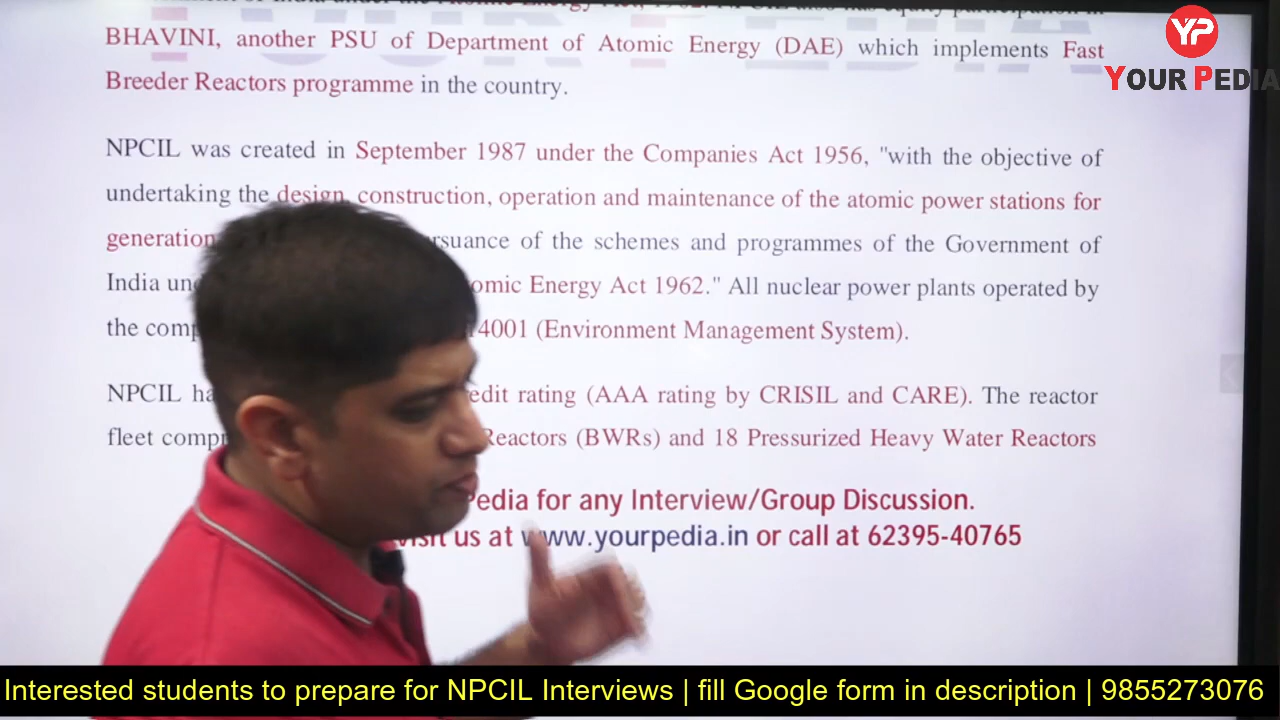 YP
YOUR PEDIA
BHAVINI, another PSU of Department of Atomic Energy (DAE) which implements Fast
Breeder Reactors programme in the country.
NPCIL was created in September 1987 under the Companies Act 1956, "with the objective of
undertaking the design, construction, operation and maintenance of the atomic power stations for
generation rsuance of the schemes and programmes of the Government of
India un omic Energy Act 1962." All nuclear power plants operated by
the comp 14001 (Environment Management System).
NPCIL ha edit rating (AAA rating by CRISIL and CARE). The reactor
fleet comp Reactors (BWRs) and 18 Pressurized Heavy Water Reactors
Pedia for any Interview/Group Discussion.
visit us at www.yourpedia.in or call at 62395-40765
Interested students to prepare for NPCIL Interviews | fill Google form in description | 9855273076